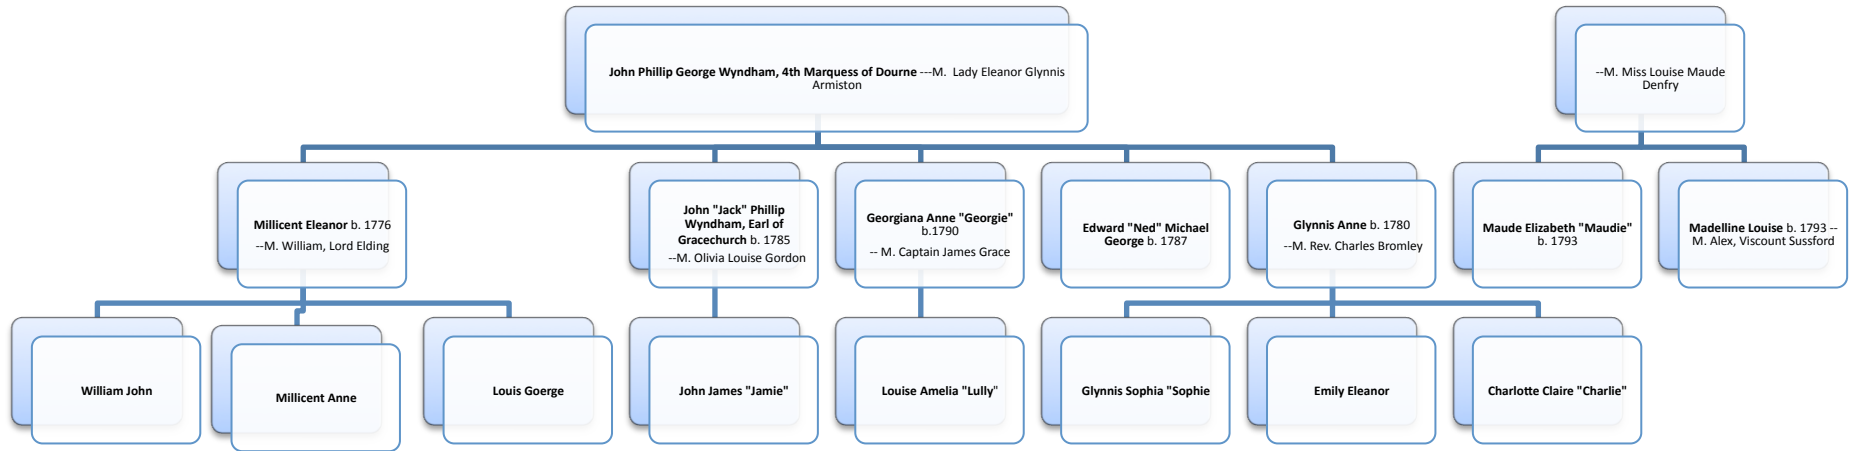 John Phillip George Wyndham, 4th Marquess of Dourne ---M. Lady Eleanor Glynnis
Armiston
--M. Miss Louise Maude
Denfry
Millicent Eleanor b. 1776
--M. William, Lord Elding
John "Jack" Phillip
Wyndham, Earl of
Gracechurch b. 1785
--M. Olivia Louise Gordon
Georgiana Anne "Georgie"
b.1790
-- M. Captain James Grace
Edward "Ned" Michael
George b. 1787
Glynnis Anne b. 1780
--M. Rev. Charles Bromley
Maude Elizabeth "Maudie"
b. 1793
Madelline Louise b. 1793 --
M. Alex, Viscount Sussford
William John
Millicent Anne
Louis Goerge
John James "Jamie"
Louise Amelia "Lully"
Glynnis Sophia "Sophie
Emily Eleanor
Charlotte Claire "Charlie"